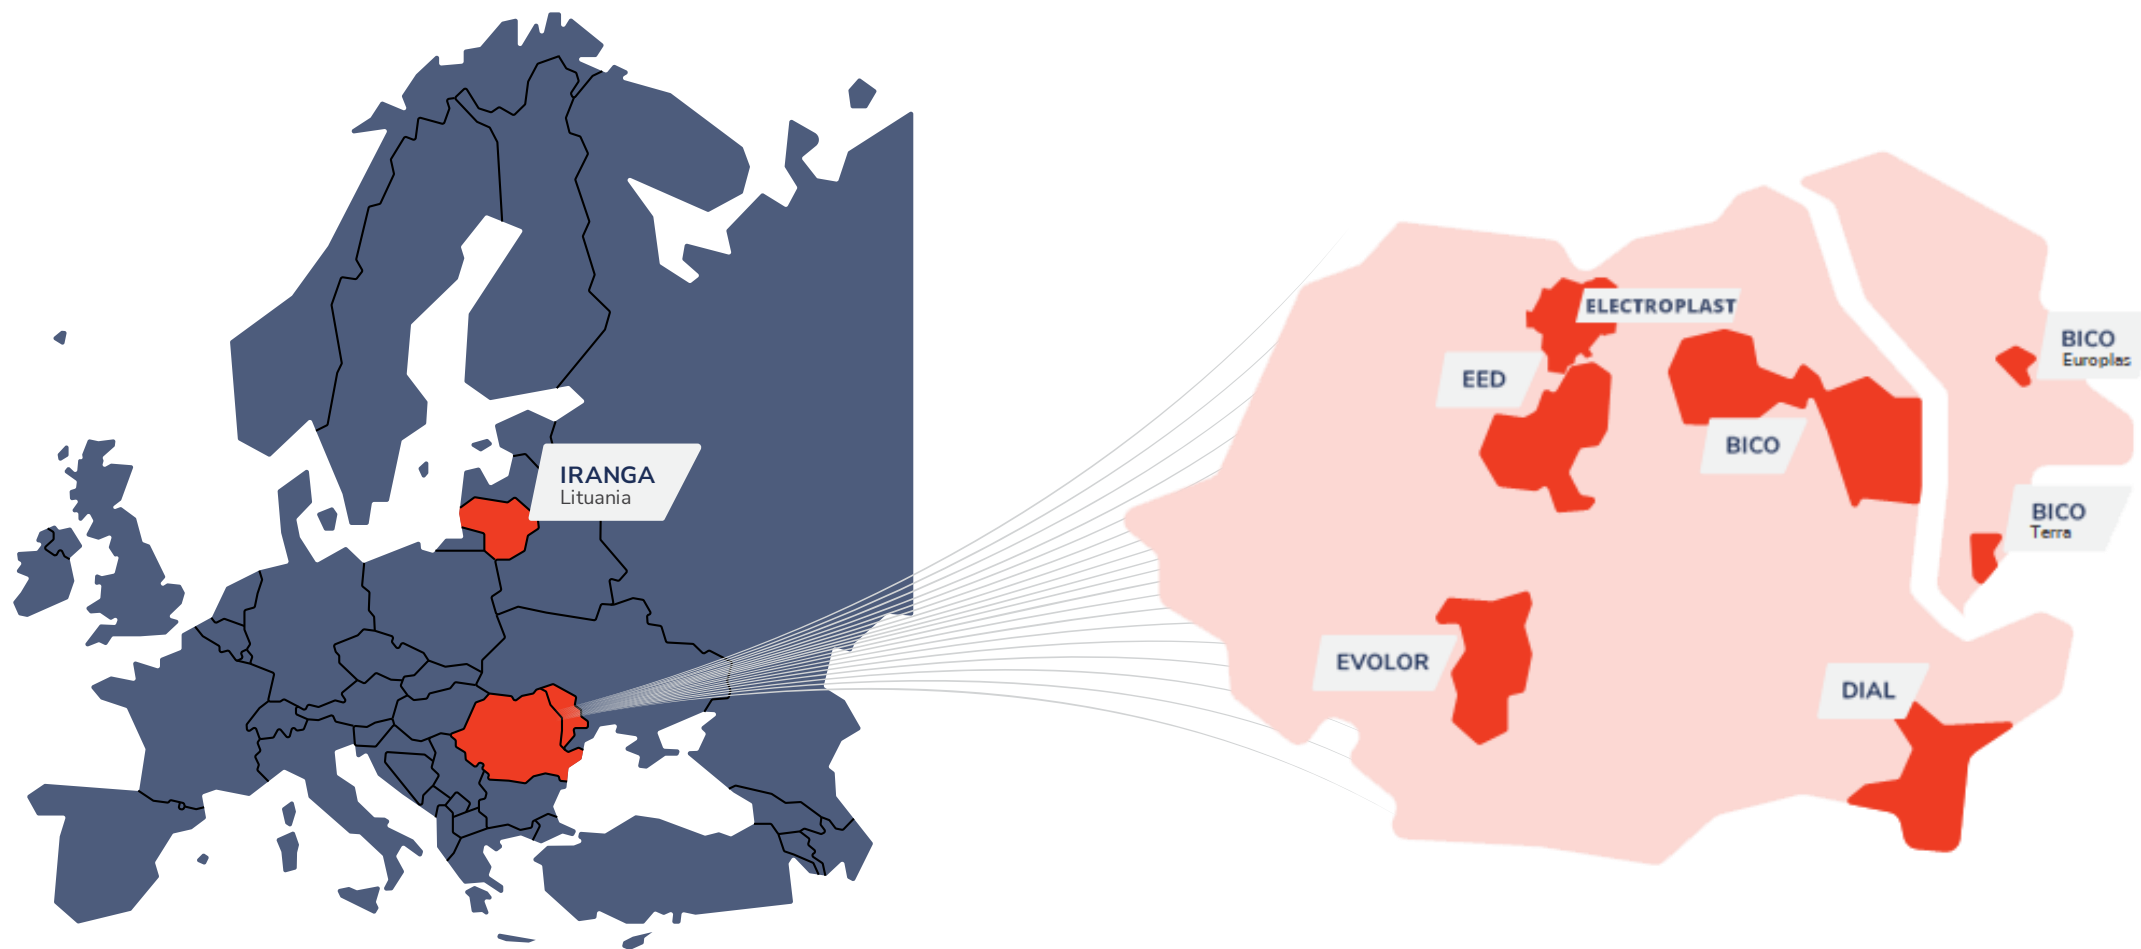 IRANGA
Lituania
ELECTROPLAST
EED
BICO
BICO
Europlas
BICO
Terra
EVOLOR
DIAL